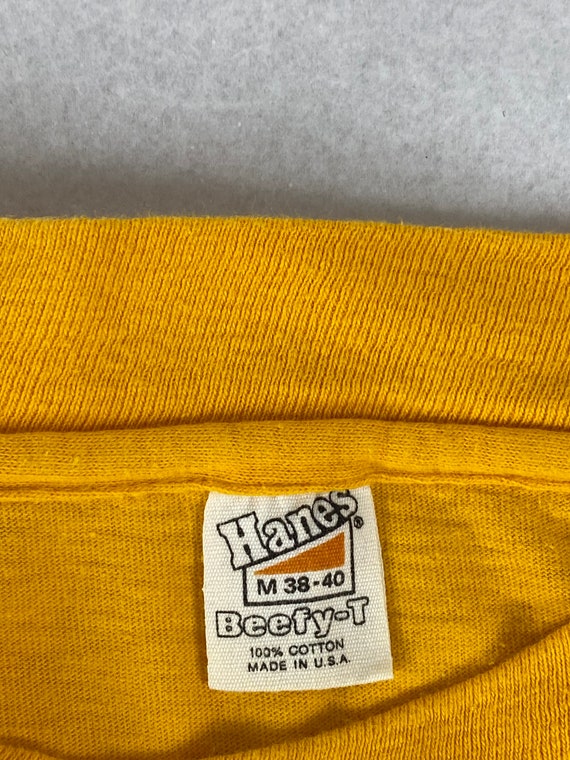 Hanes®
M 38-40
Beefy-T
100% COTTON
MADE IN U.S.A.